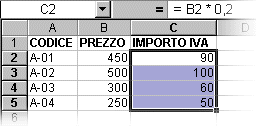 C2 = = B2 * 0,2
A B C D
1 CODICE PREZZO IMPORTO IVA
2 A-01 450 90
3 A-02 500 100
4 A-03 300 60
5 A-04 250 50